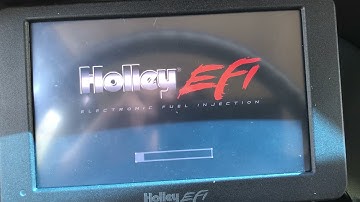 Holley® EFI
ELECTRONIC FUEL INJECTION
Holley EFI